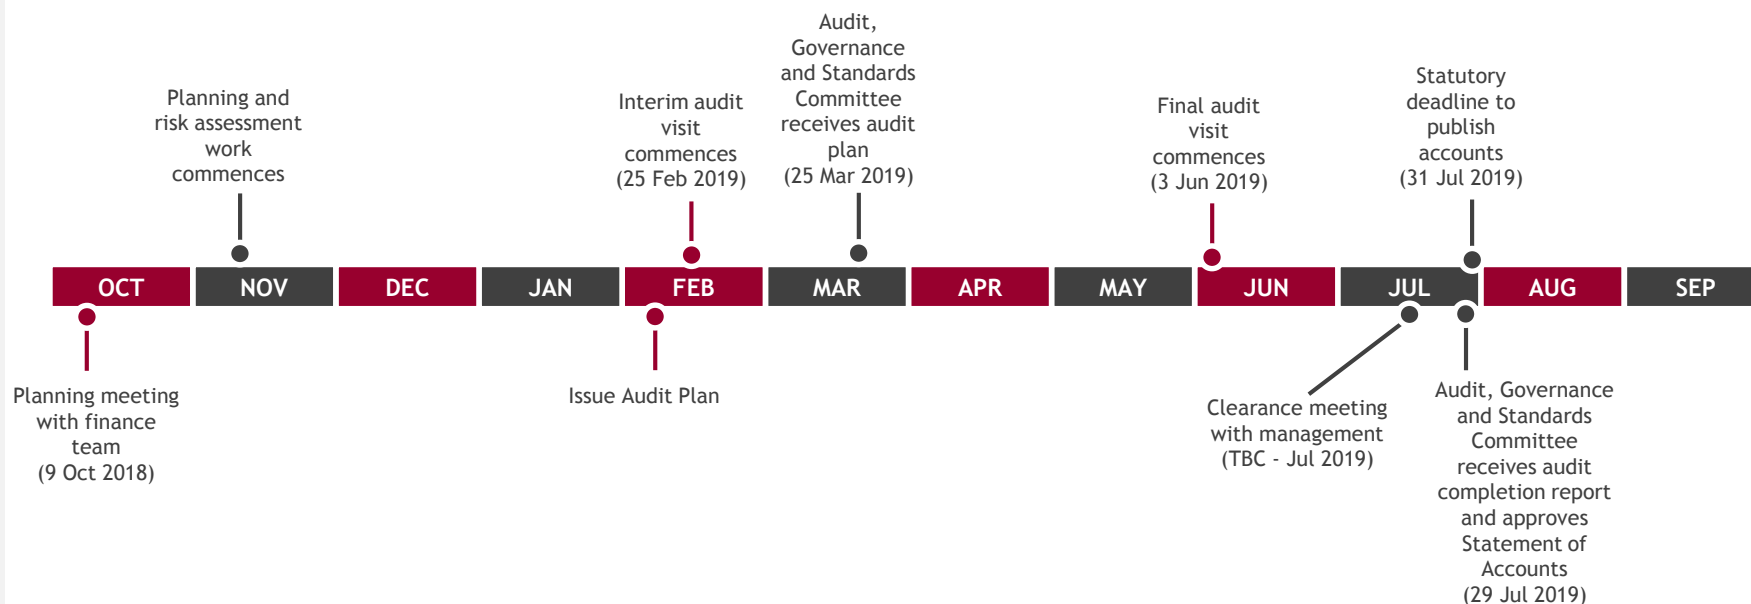 Planning and
risk assessment
work
commences
Interim audit
visit
commences
(25 Feb 2019)
Audit,
Governance
and Standards
Committee
receives audit
plan
(25 Mar 2019)
Final audit
visit
commences
(3 Jun 2019)
Statutory
deadline to
publish
accounts
(31 Jul 2019)
OCT NOV DEC JAN FEB MAR APR MAY JUN JUL AUG SEP
Planning meeting
with finance
team
(9 Oct 2018)
Issue Audit Plan
Clearance meeting
with management
(TBC - Jul 2019)
Audit, Governance
and Standards
Committee
receives audit
completion report
and approves
Statement of
Accounts
(29 Jul 2019)